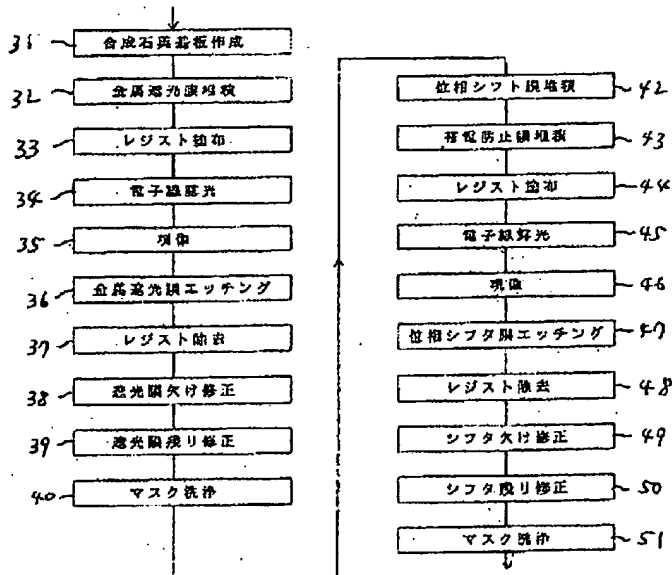 31 合成石英基板作成
32 金属遮光膜堆積
33 レジスト塗布
34 電子線露光
35 現像
36 金属遮光膜エッチング
37 レジスト除去
38 遮光膜欠け修正
39 遮光膜残り修正
40 マスク洗浄
位相シフト膜堆積 42
帯電防止膜堆積 43
レジスト塗布 44
電子線露光 45
現像 46
位相シフタ膜エッチング 47
レジスト除去 48
シフタ欠け修正 49
シフタ残り修正 50
マスク洗浄 51